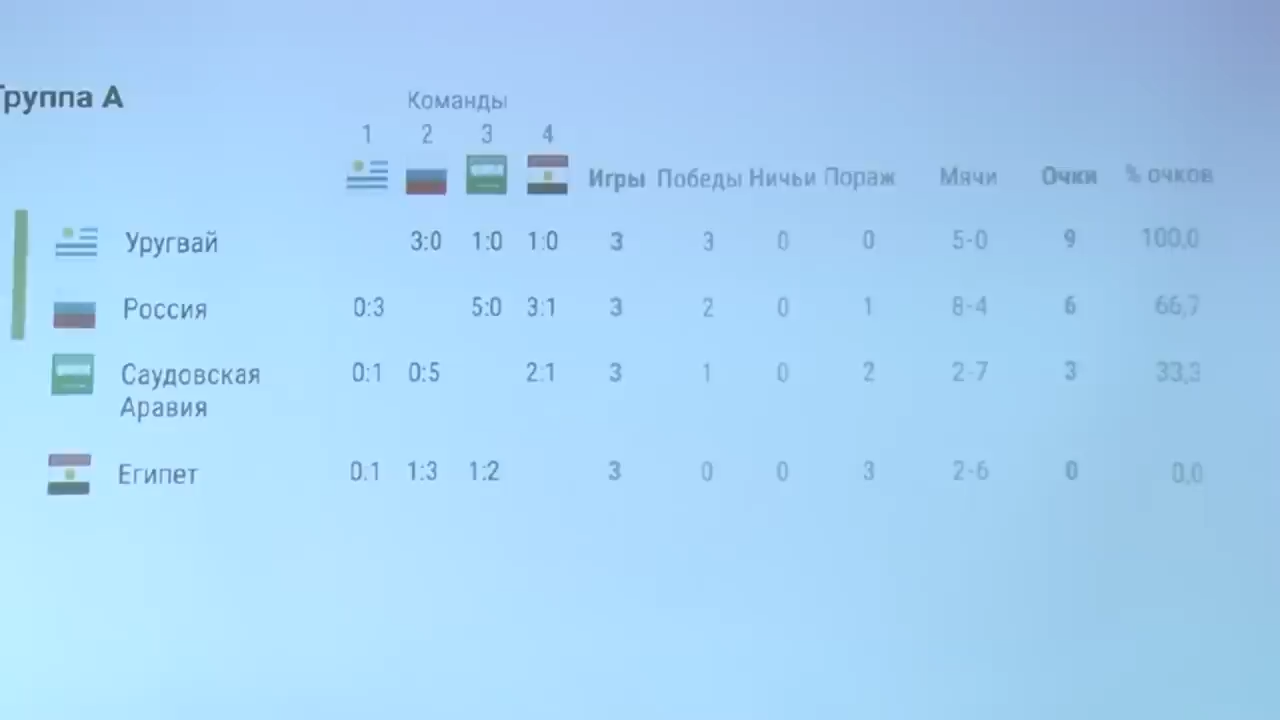 Группа А
Команды
1 2 3 4
Игры Победы Ничьи Пораж Мячи Очки % очков
Уругвай 3:0 1:0 1:0 3 3 0 0 5-0 9 100,0
Россия 0:3 5:0 3:1 3 2 0 1 8-4 6 66,7
Саудовская Аравия 0:1 0:5 2:1 3 1 0 2 2-7 3 33,3
Египет 0:1 1:3 1:2 3 0 0 3 2-6 0 0,0